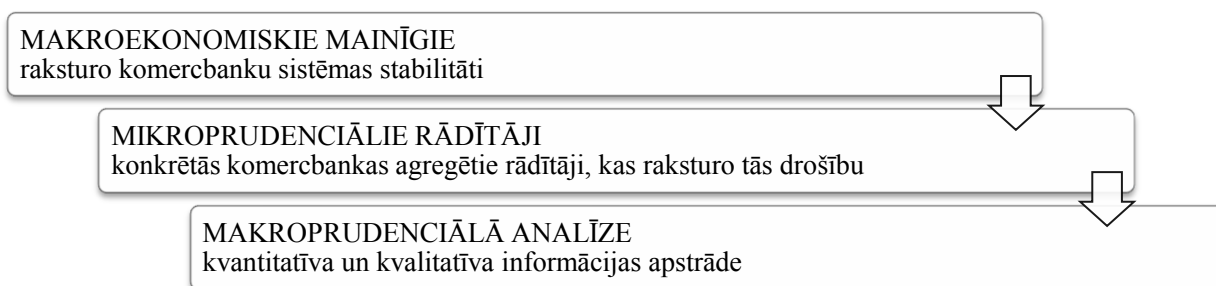 MAKROEKONOMISKIE MAINĪGIE
raksturo komercbanku sistēmas stabilitāti
MIKROPRUDENCIĀLIE RĀDĪTĀJI
konkrētās komercbankas agregētie rādītāji, kas raksturo tās drošību
MAKROPRUDENCIĀLĀ ANALĪZE
kvantitatīva un kvalitatīva informācijas apstrāde